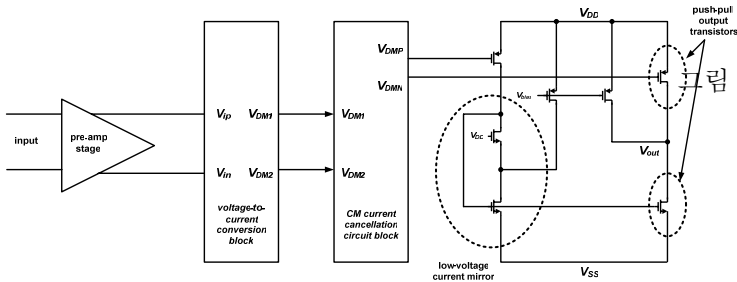 push-pull
output
transistors
V_DD
V_DMP
V_DMN
그림
V_bias
V_ip
V_DM1
V_DM1
input
pre-amp
stage
V_DC
V_out
V_in
V_DM2
V_DM2
voltage-to-
current
conversion
block
CM current
cancellation
circuit block
low-voltage
current mirror
V_SS